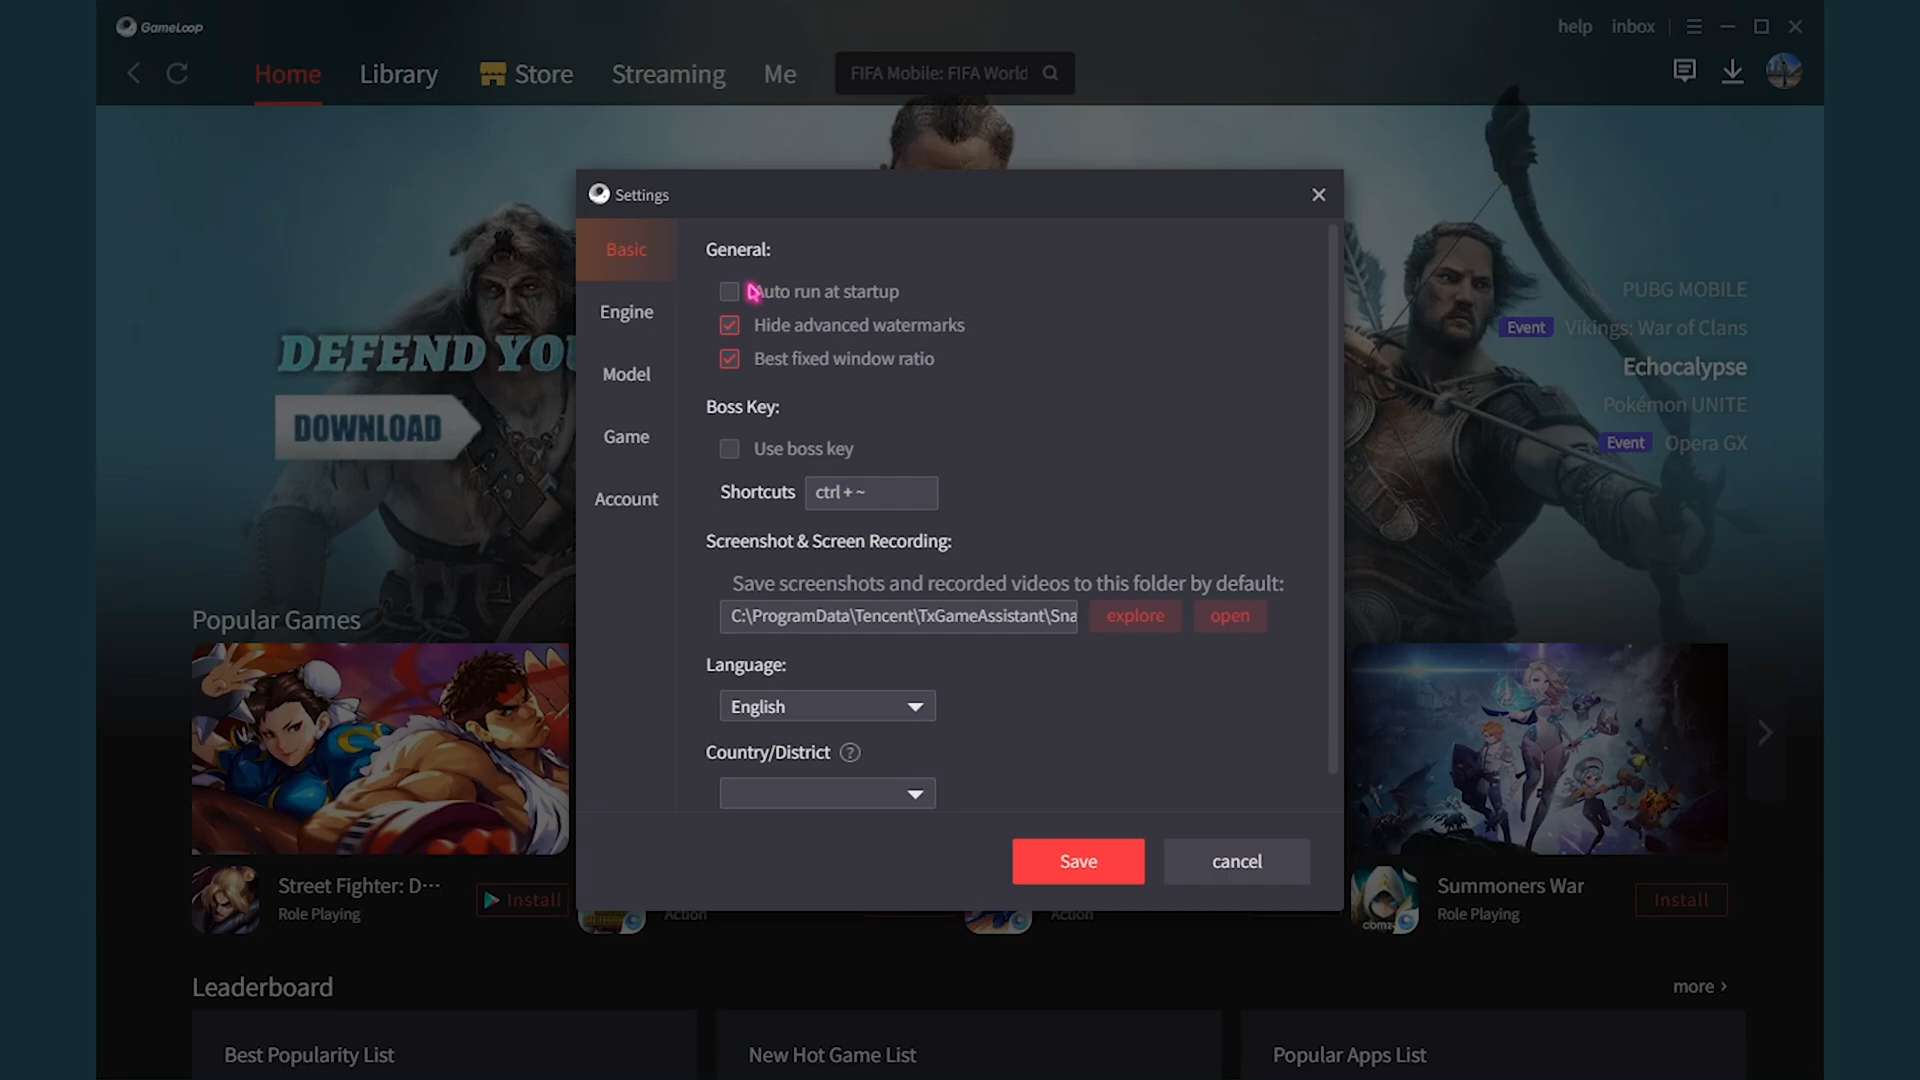 GameLoop
help inbox
Home Library Store Streaming Me FIFA Mobile: FIFA World
Settings
Basic
Engine
Model
Game
Account
General:
Auto run at startup
Hide advanced watermarks
Best fixed window ratio
Boss Key:
Use boss key
Shortcuts ctrl + ~
Screenshot & Screen Recording:
Save screenshots and recorded videos to this folder by default:
C:\ProgramData\Tencent\TxGameAssistant\Sna explore open
Language:
English
Country/District ?
Save cancel
DEFEND YOU
DOWNLOAD
PUBG MOBILE
Event Vikings: War of Clans
Echocalypse
Pokémon UNITE
Event Opera GX
Popular Games
Street Fighter: D···
Role Playing
Install
Action
Action
Summoners War
Role Playing
Install
Leaderboard
more >
Best Popularity List
New Hot Game List
Popular Apps List